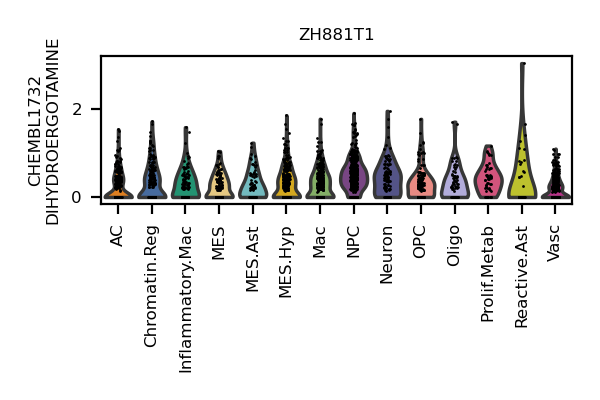 ZH881T1
CHEMBL1732
DIHYDROERGOTAMINE
2
0
AC
Chromatin.Reg
Inflammatory.Mac
MES
MES.Ast
MES.Hyp
Mac
NPC
Neuron
OPC
Oligo
Prolif.Metab
Reactive.Ast
Vasc